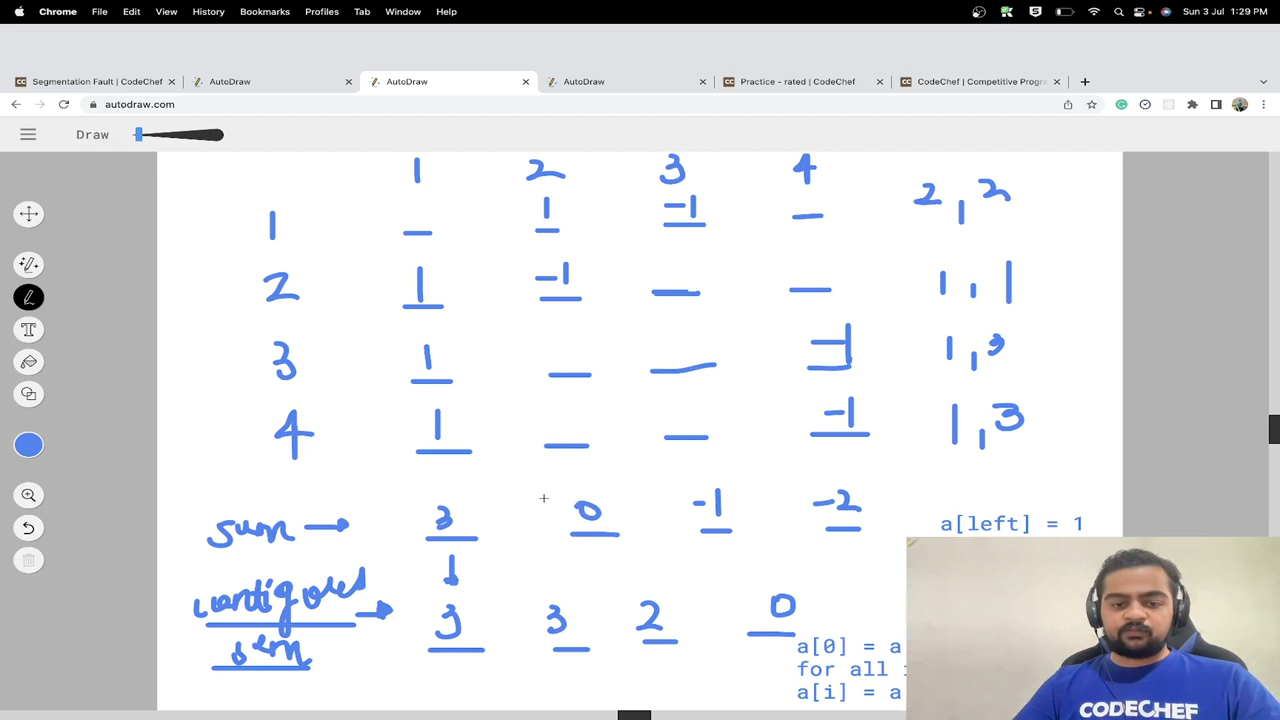 Chrome File Edit View History Bookmarks Profiles Tab Window Help Sun 3 Jul 1:29 PM
Segmentation Fault | CodeChef AutoDraw AutoDraw AutoDraw Practice - rated | CodeChef CodeChef | Competitive Progr
autodraw.com
Draw
1 2 3 4
1 1 -1 2,2
2 1 -1 1,1
3 1 -1 1,3
4 1 -1 1,3
sum → 3 0 -1 -2
a[left] = 1
→ 3 3 2 0
sum
a[0] = a
for all i
a[i] = a
CODECHEF